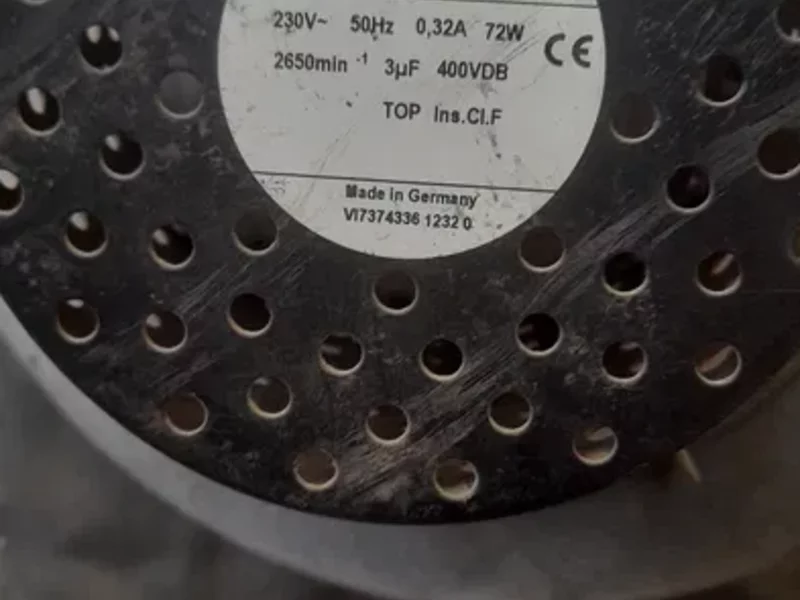 230V~ 50Hz 0,32A 72W
CE
2650min⁻¹ 3µF 400VDB
TOP Ins.Cl.F
Made in Germany
VI7374336 1232 0